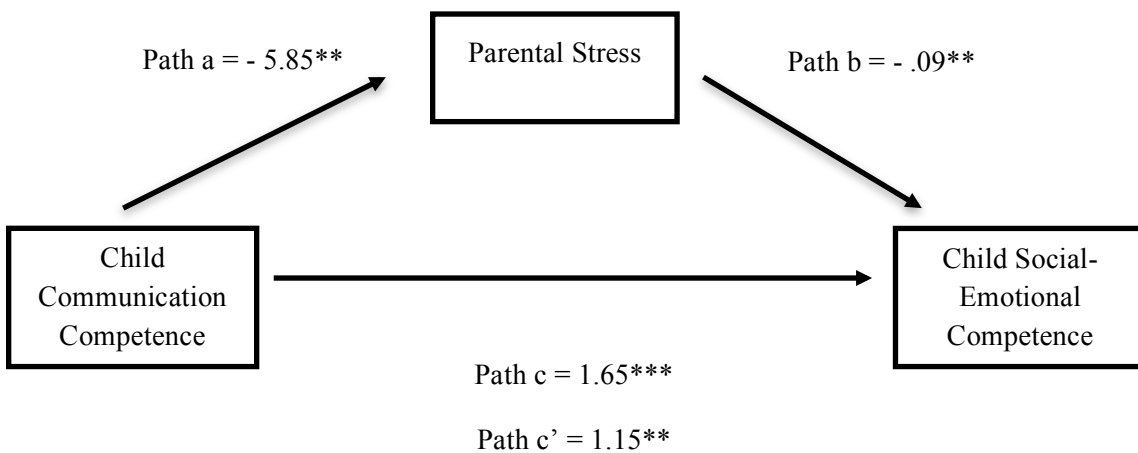 Path a = - 5.85**
Parental Stress
Path b = - .09**
Child
Communication
Competence
Child Social-
Emotional
Competence
Path c = 1.65***
Path c’ = 1.15**